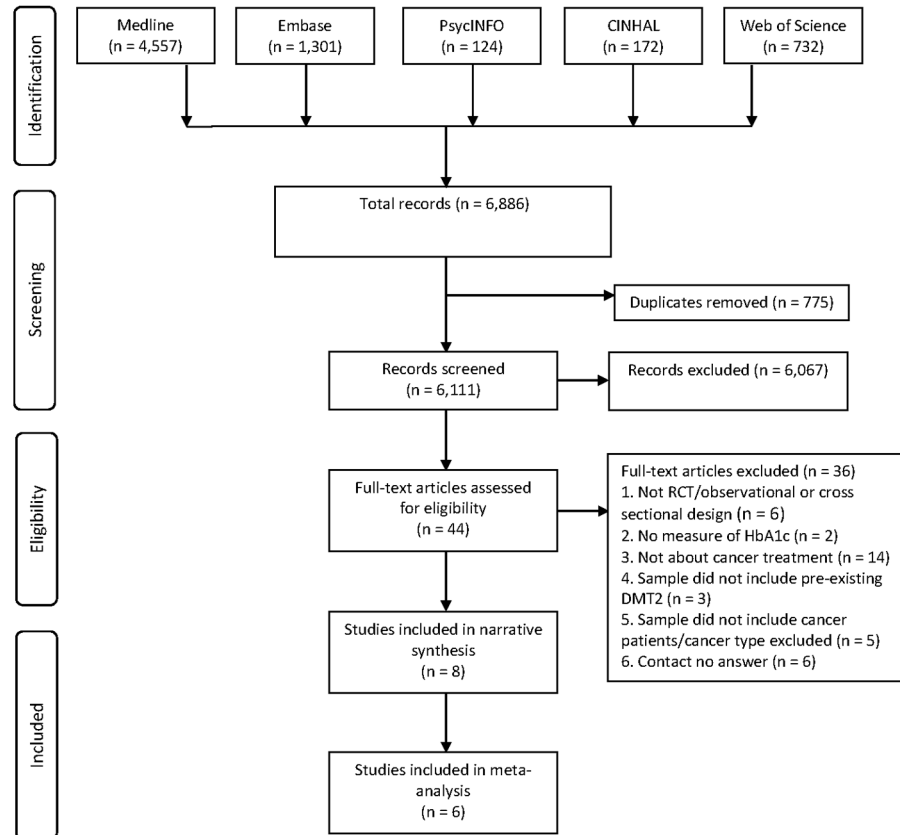 Identification
Medline
(n = 4,557)
Embase
(n = 1,301)
PsycINFO
(n = 124)
CINHAL
(n = 172)
Web of Science
(n = 732)
Screening
Total records (n = 6,886)
Duplicates removed (n = 775)
Records screened
(n = 6,111)
Records excluded (n = 6,067)
Eligibility
Full-text articles assessed
for eligibility
(n = 44)
Full-text articles excluded (n = 36)
1. Not RCT/observational or cross
sectional design (n = 6)
2. No measure of HbA1c (n = 2)
3. Not about cancer treatment (n = 14)
4. Sample did not include pre-existing
DMT2 (n = 3)
5. Sample did not include cancer
patients/cancer type excluded (n = 5)
6. Contact no answer (n = 6)
Included
Studies included in narrative
synthesis
(n = 8)
Studies included in meta-
analysis
(n = 6)